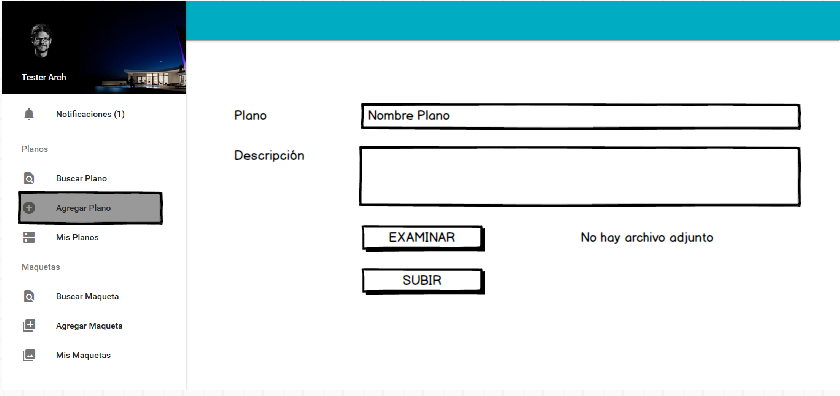 Tester Arch
Notificaciones (1)
Planos
Buscar Plano
Agregar Plano
Mis Planos
Maquetas
Buscar Maqueta
Agregar Maqueta
Mis Maquetas
Plano
Nombre Plano
Descripción
EXAMINAR
No hay archivo adjunto
SUBIR